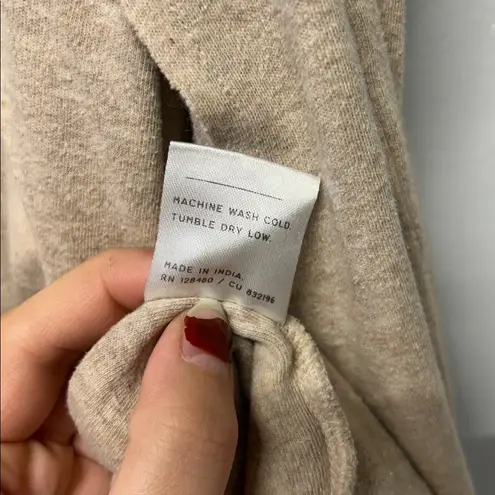 MACHINE WASH COLD.
TUMBLE DRY LOW.
MADE IN INDIA.
RN 128460 / CU 832196